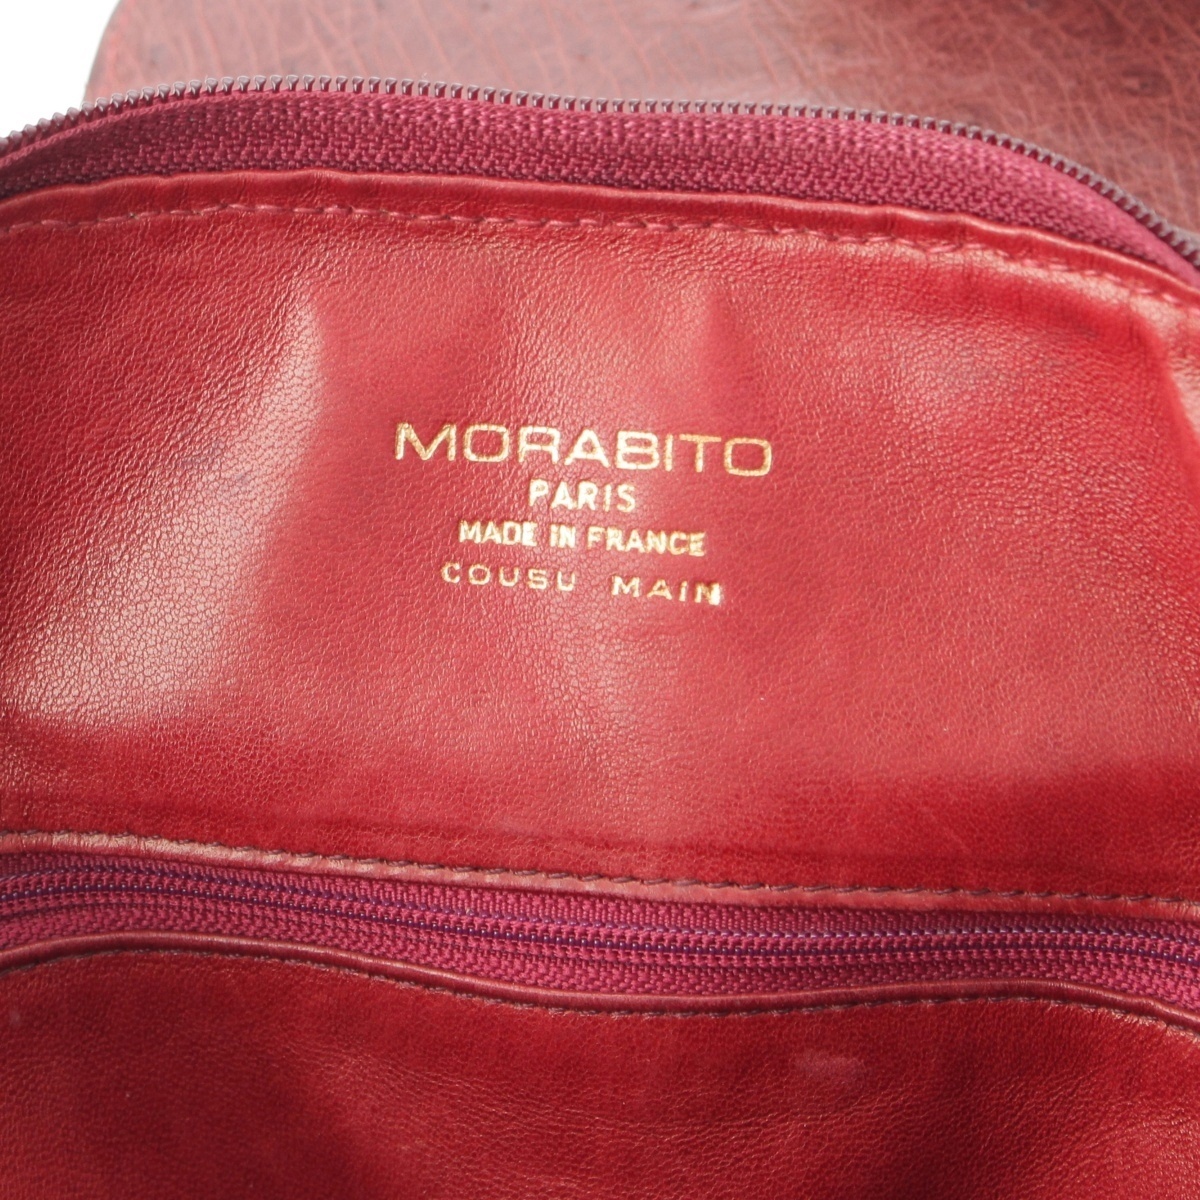 MORABITO
PARIS
MADE IN FRANCE
COUSU MAIN